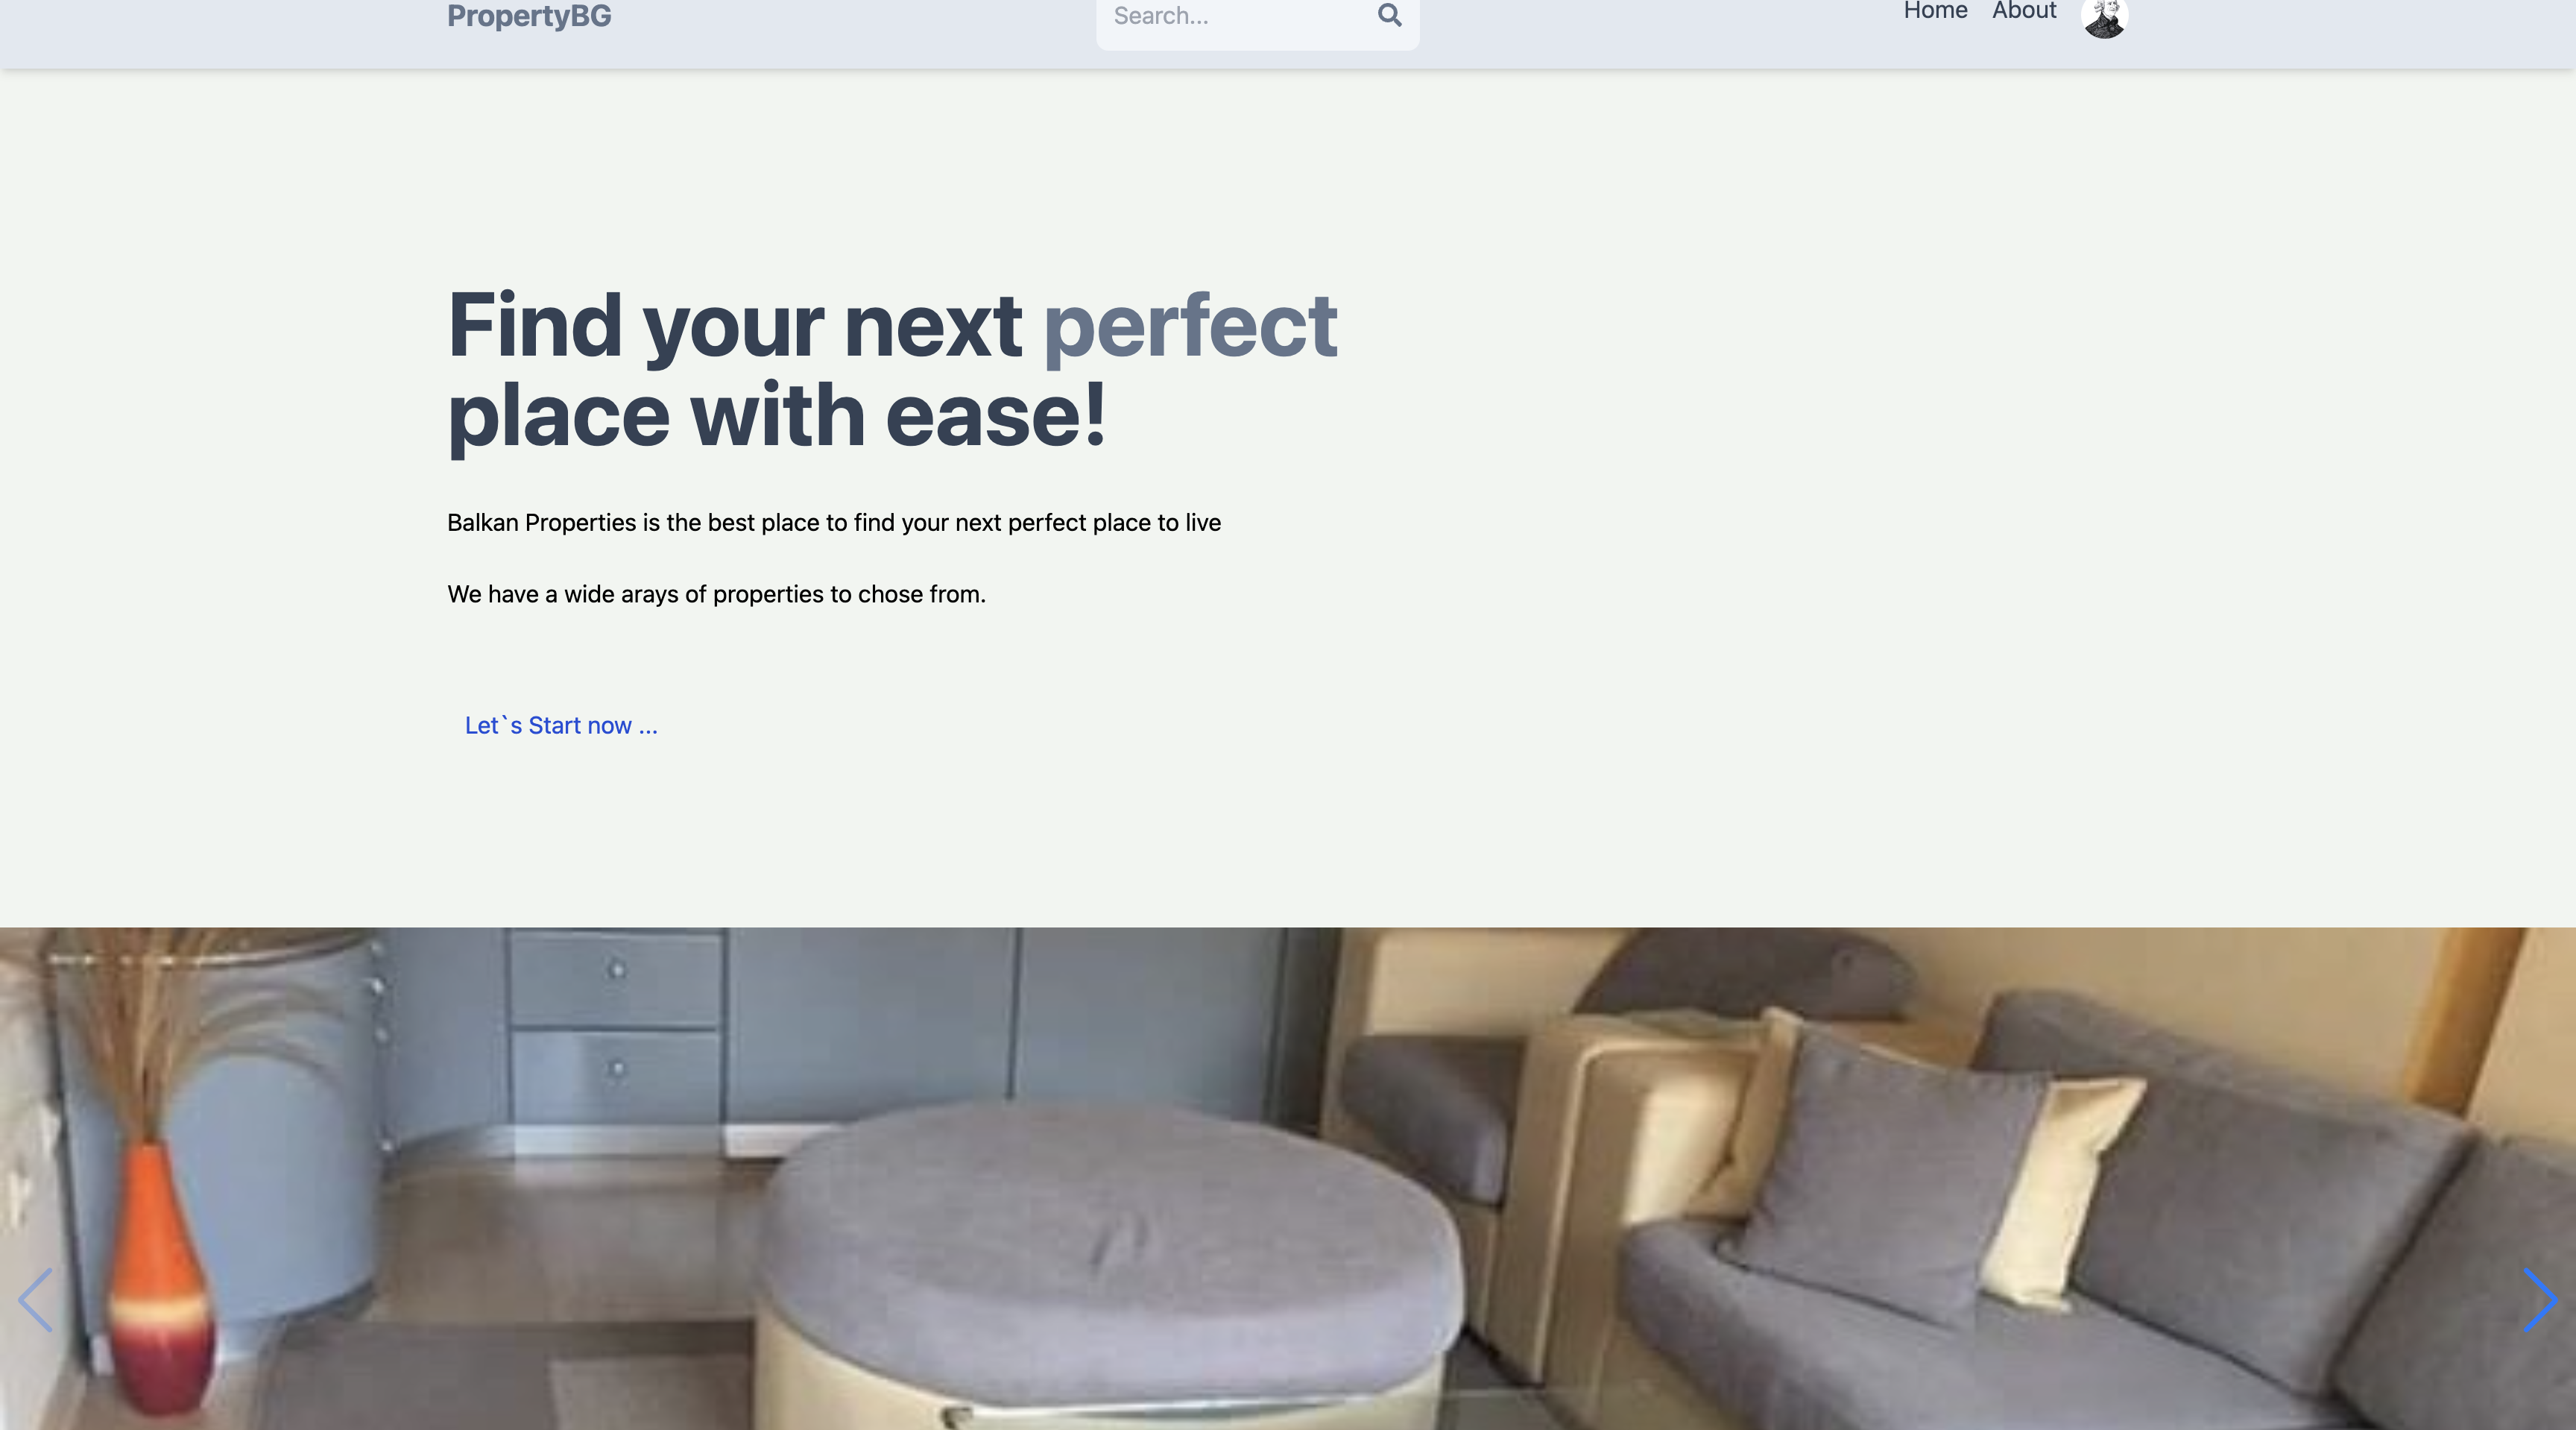 PropertyBG
Search...
Home About
Find your next perfect
place with ease!
Balkan Properties is the best place to find your next perfect place to live
We have a wide arays of properties to chose from.
Let`s Start now ...